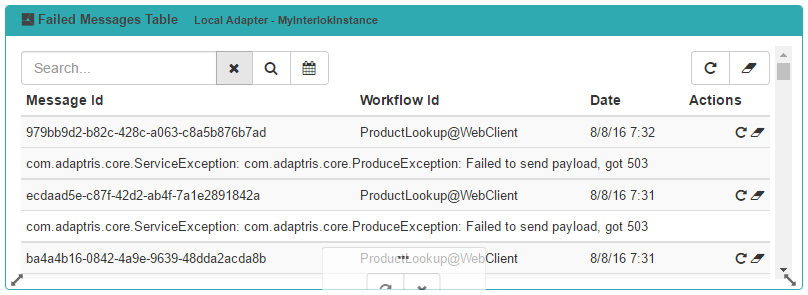 Failed Messages Table Local Adapter - MyInterlokInstance
Search...
Message Id Workflow Id Date Actions
979bb9d2-b82c-428c-a063-c8a5b876b7ad ProductLookup@WebClient 8/8/16 7:32
com.adaptris.core.ServiceException: com.adaptris.core.ProduceException: Failed to send payload, got 503
ecdaad5e-c87f-42d2-ab4f-7a1e2891842a ProductLookup@WebClient 8/8/16 7:31
com.adaptris.core.ServiceException: com.adaptris.core.ProduceException: Failed to send payload, got 503
ba4a4b16-0842-4a9e-9639-48dda2acda8b ProductLookup@WebClient 8/8/16 7:31